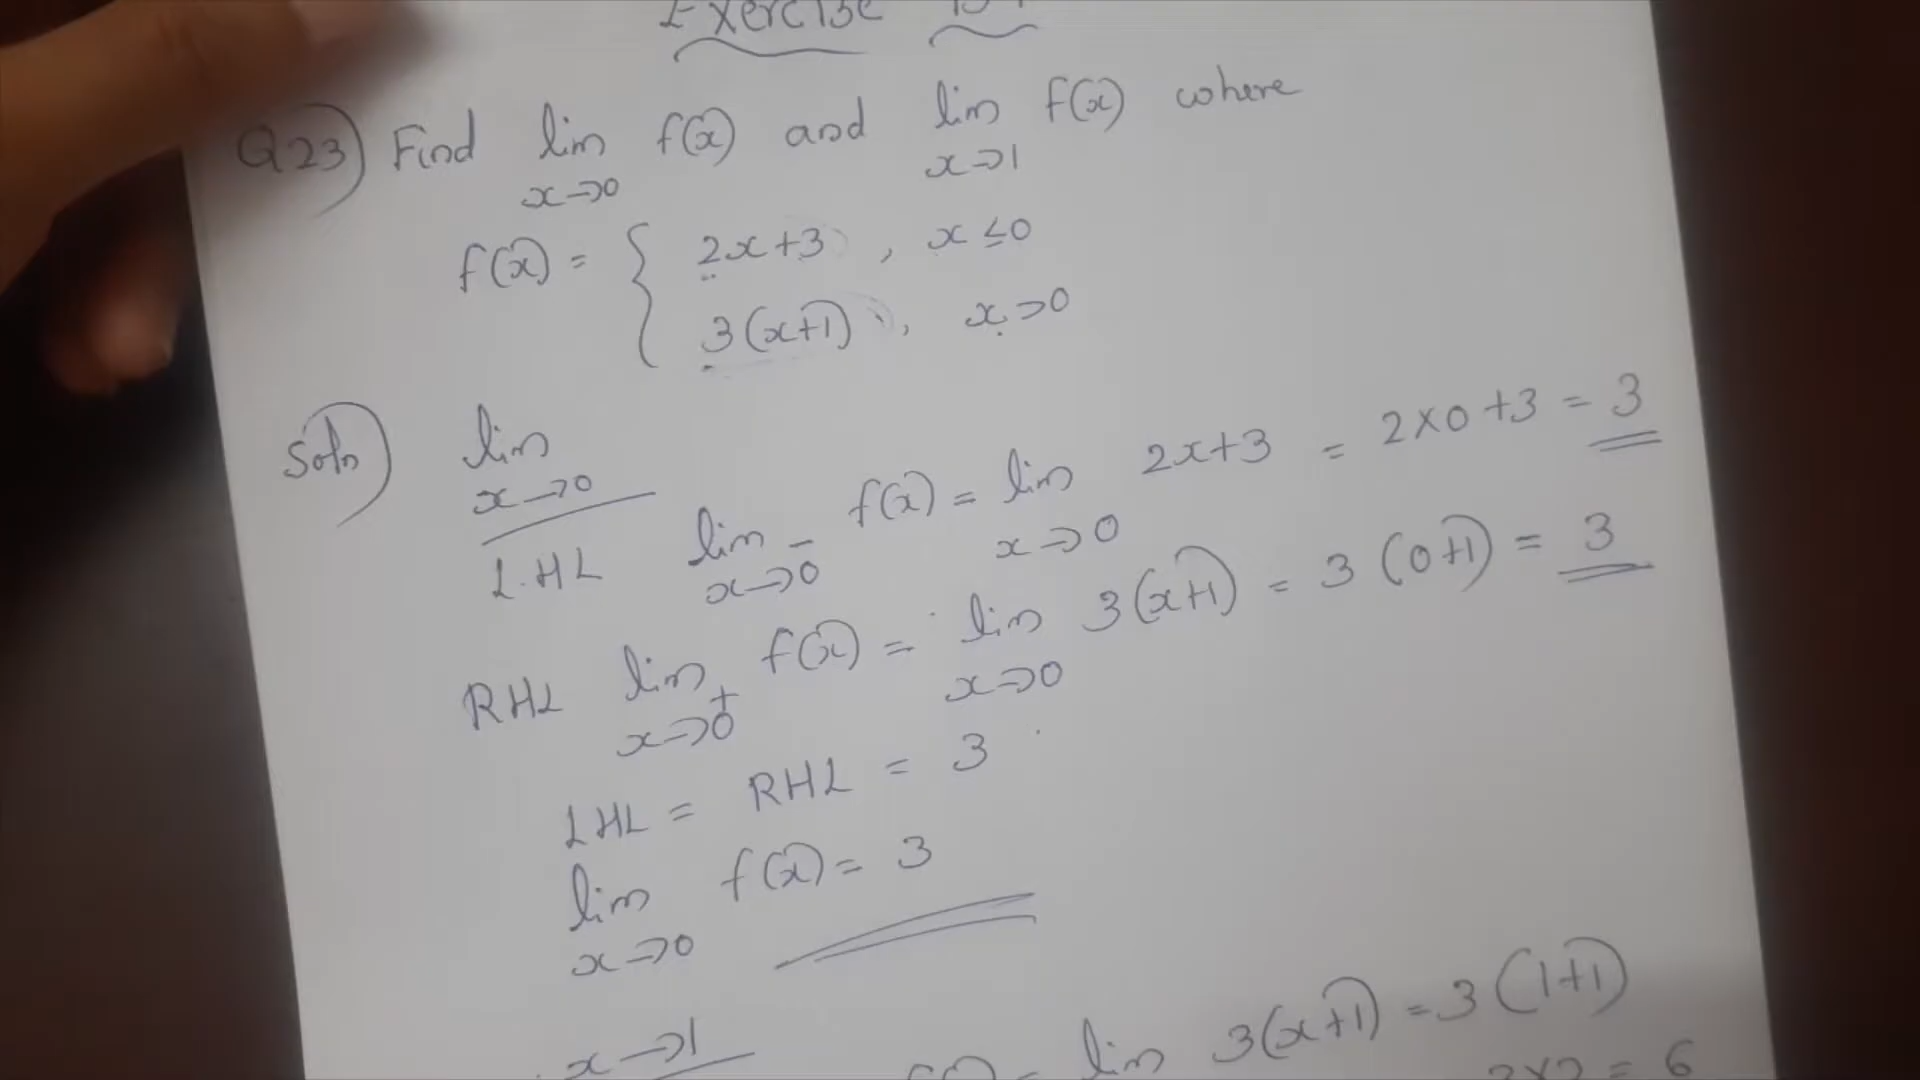 Exercise
Q23) Find lim x→0 f(x) and lim x→1 f(x) where
f(x) = { 2x+3 , x ≤ 0
3(x+1) , x > 0
Soln) lim x→0
L.HL lim x→0⁻ f(x) = lim x→0 2x+3 = 2×0+3 = 3
RHL lim x→0⁺ f(x) = lim x→0 3(x+1) = 3(0+1) = 3
LHL = RHL = 3
lim x→0 f(x) = 3
x→1
lim 3(x+1) = 3(1+1)
= 6